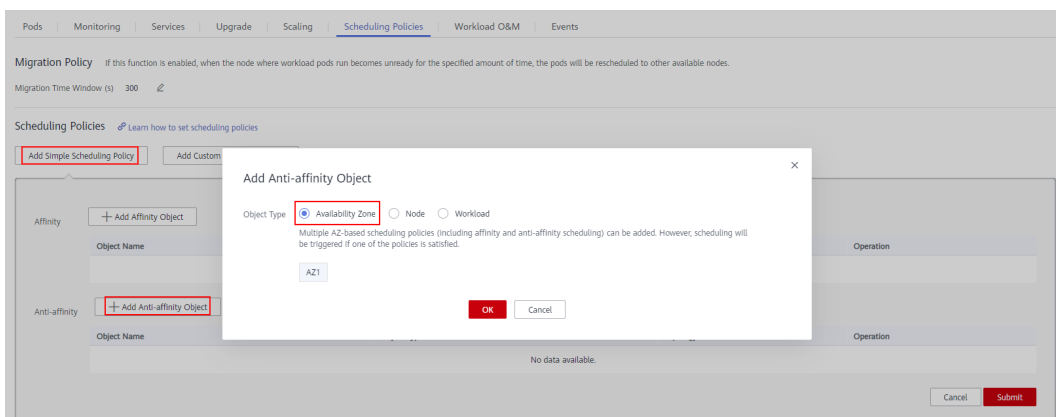 Pods Monitoring Services Upgrade Scaling Scheduling Policies Workload O&M Events
Migration Policy If this function is enabled, when the node where workload pods run becomes unready for the specified amount of time, the pods will be rescheduled to other available nodes.
Migration Time Window (s) 300
Scheduling Policies Learn how to set scheduling policies
Add Simple Scheduling Policy Add Custom
Add Anti-affinity Object
Object Type Availability Zone Node Workload
Multiple AZ-based scheduling policies (including affinity and anti-affinity scheduling) can be added. However, scheduling will
be triggered if one of the policies is satisfied.
AZ1
OK Cancel
Affinity + Add Affinity Object
Object Name Operation
Anti-affinity + Add Anti-affinity Object
Object Name Operation
No data available.
Cancel Submit